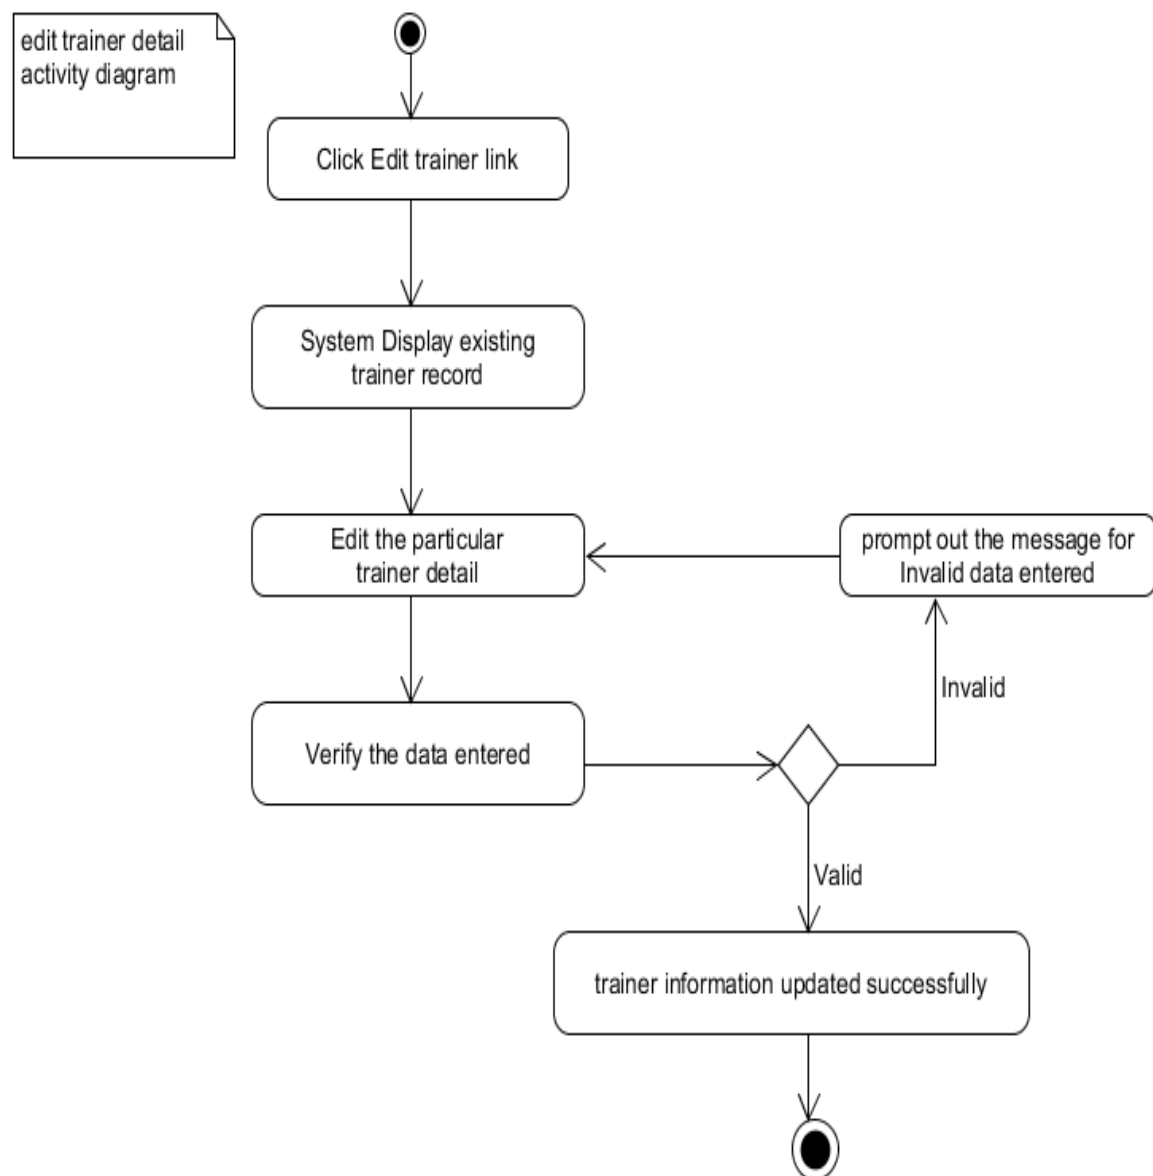 edit trainer detail
activity diagram
Click Edit trainer link
System Display existing
trainer record
Edit the particular
trainer detail
prompt out the message for
Invalid data entered
Invalid
Verify the data entered
Valid
trainer information updated successfully